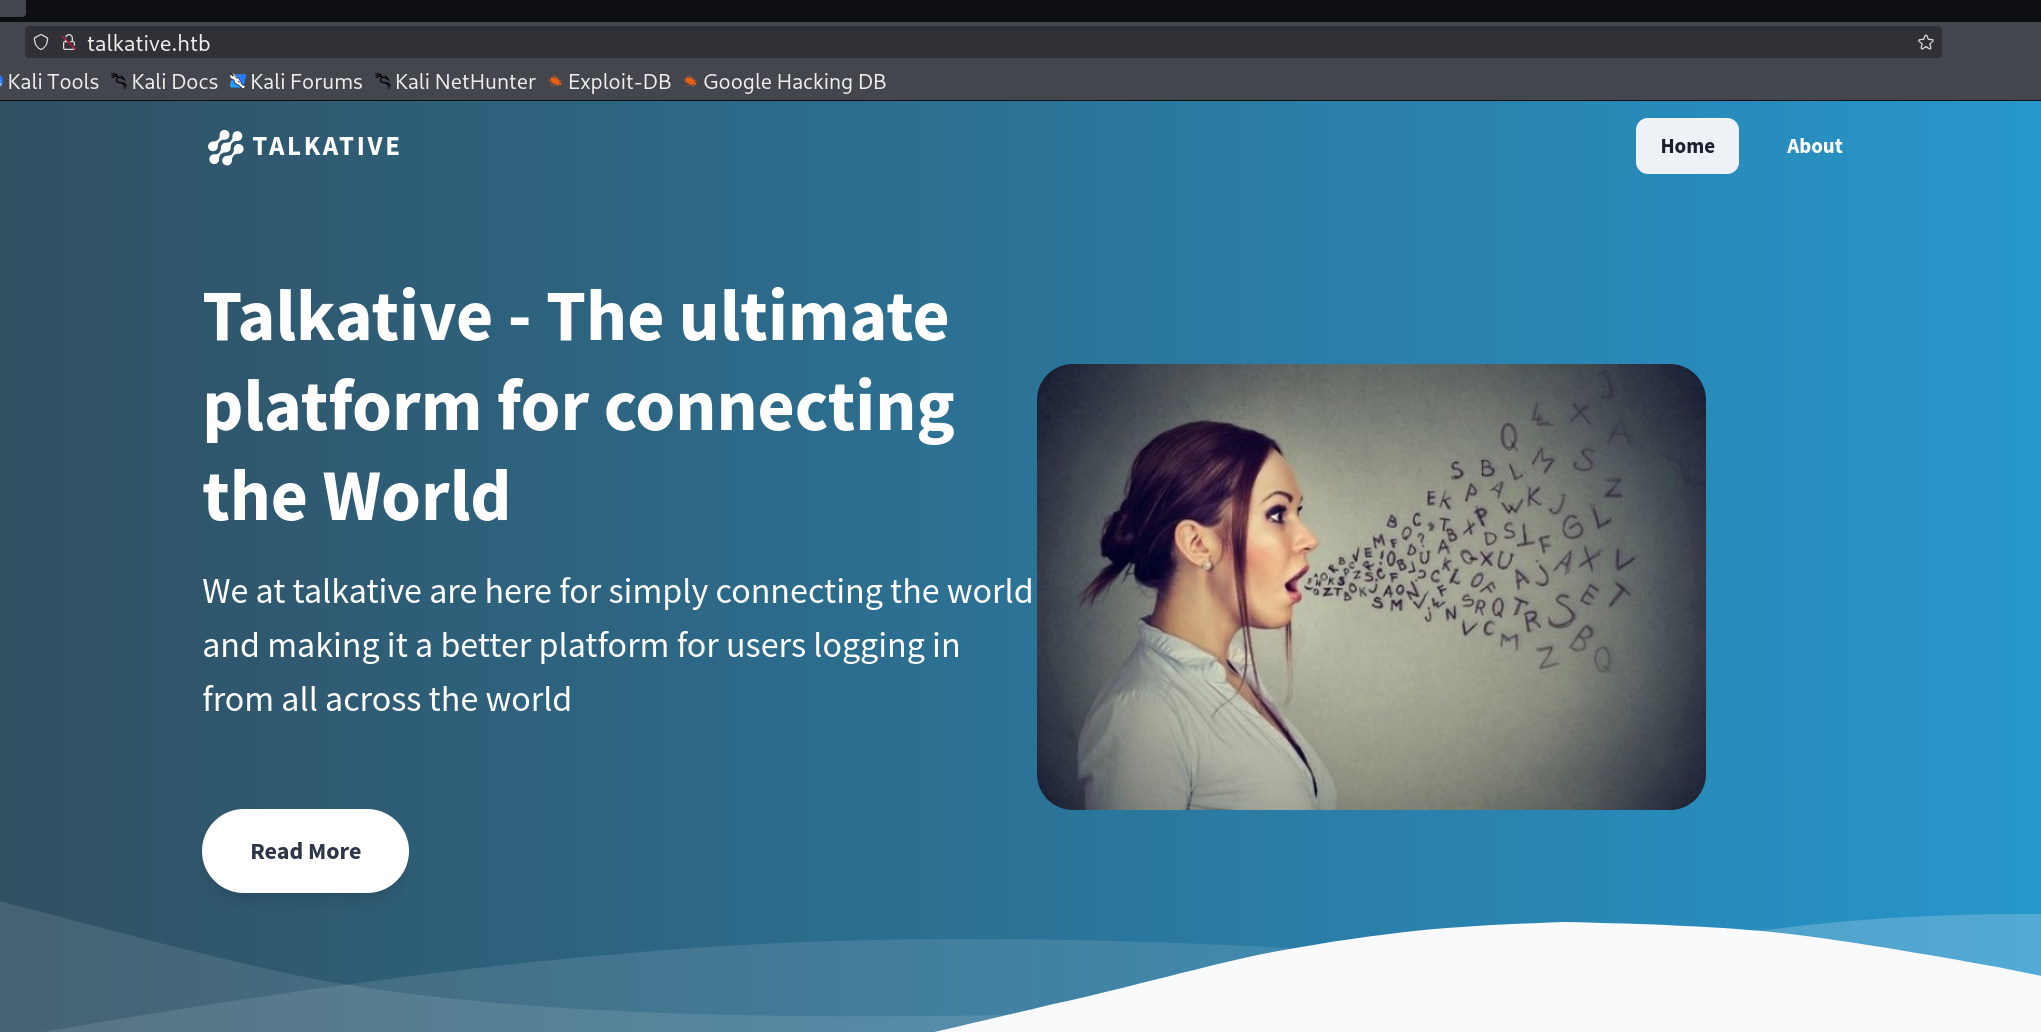 talkative.htb
Kali Tools Kali Docs Kali Forums Kali NetHunter Exploit-DB Google Hacking DB
TALKATIVE Home About
Talkative - The ultimate
platform for connecting
the World
We at talkative are here for simply connecting the world
and making it a better platform for users logging in
from all across the world
Read More